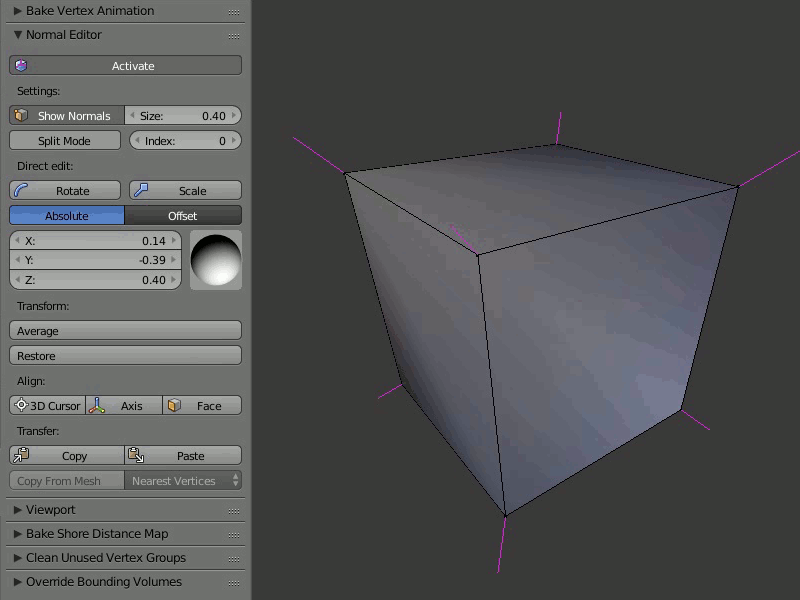 Bake Vertex Animation
Normal Editor
Activate
Settings:
Show Normals Size: 0.40
Split Mode Index: 0
Direct edit:
Rotate Scale
Absolute Offset
X: 0.14
Y: -0.39
Z: 0.40
Transform:
Average
Restore
Align:
3D Cursor Axis Face
Transfer:
Copy Paste
Copy From Mesh Nearest Vertices
Viewport
Bake Shore Distance Map
Clean Unused Vertex Groups
Override Bounding Volumes